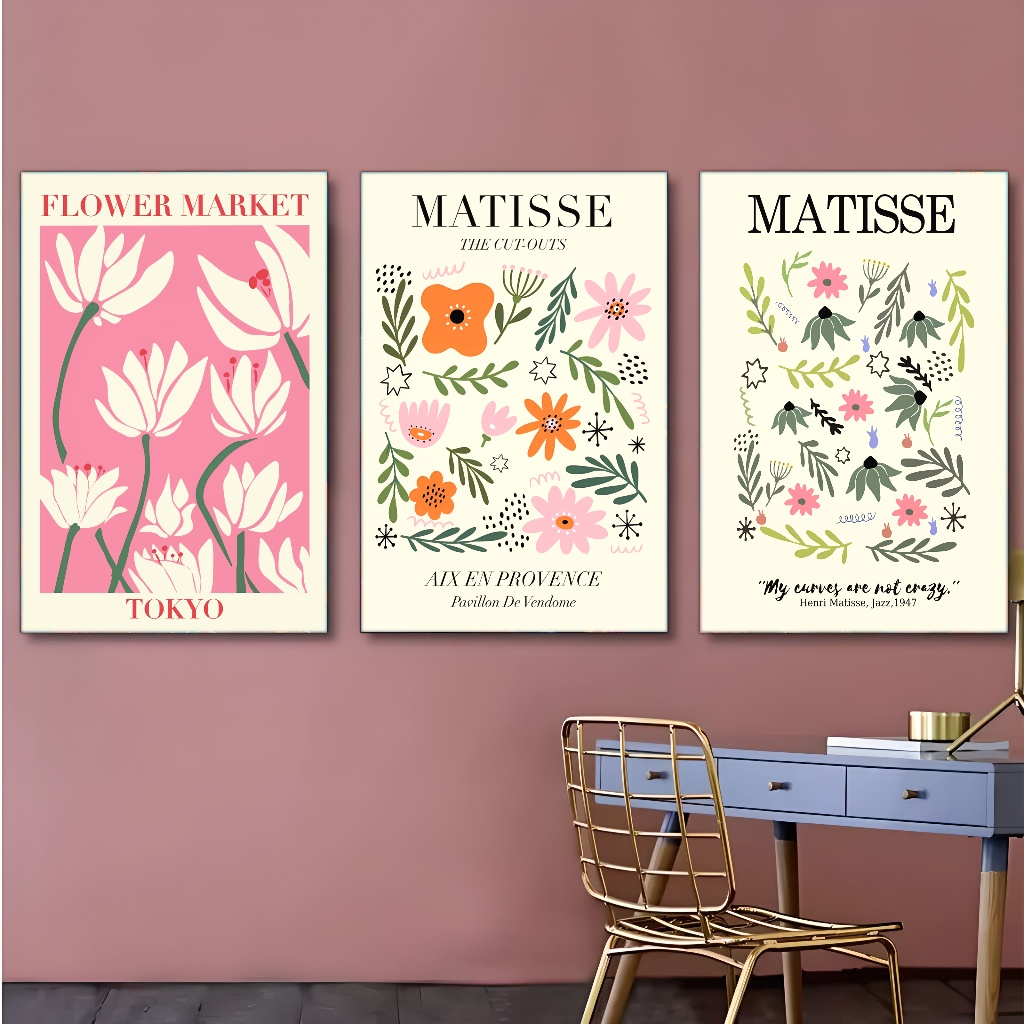 FLOWER MARKET
TOKYO
MATISSE
THE CUT-OUTS
AIX EN PROVENCE
Pavillon De Vendome
MATISSE
"My curves are not crazy."
Henri Matisse, Jazz,1947